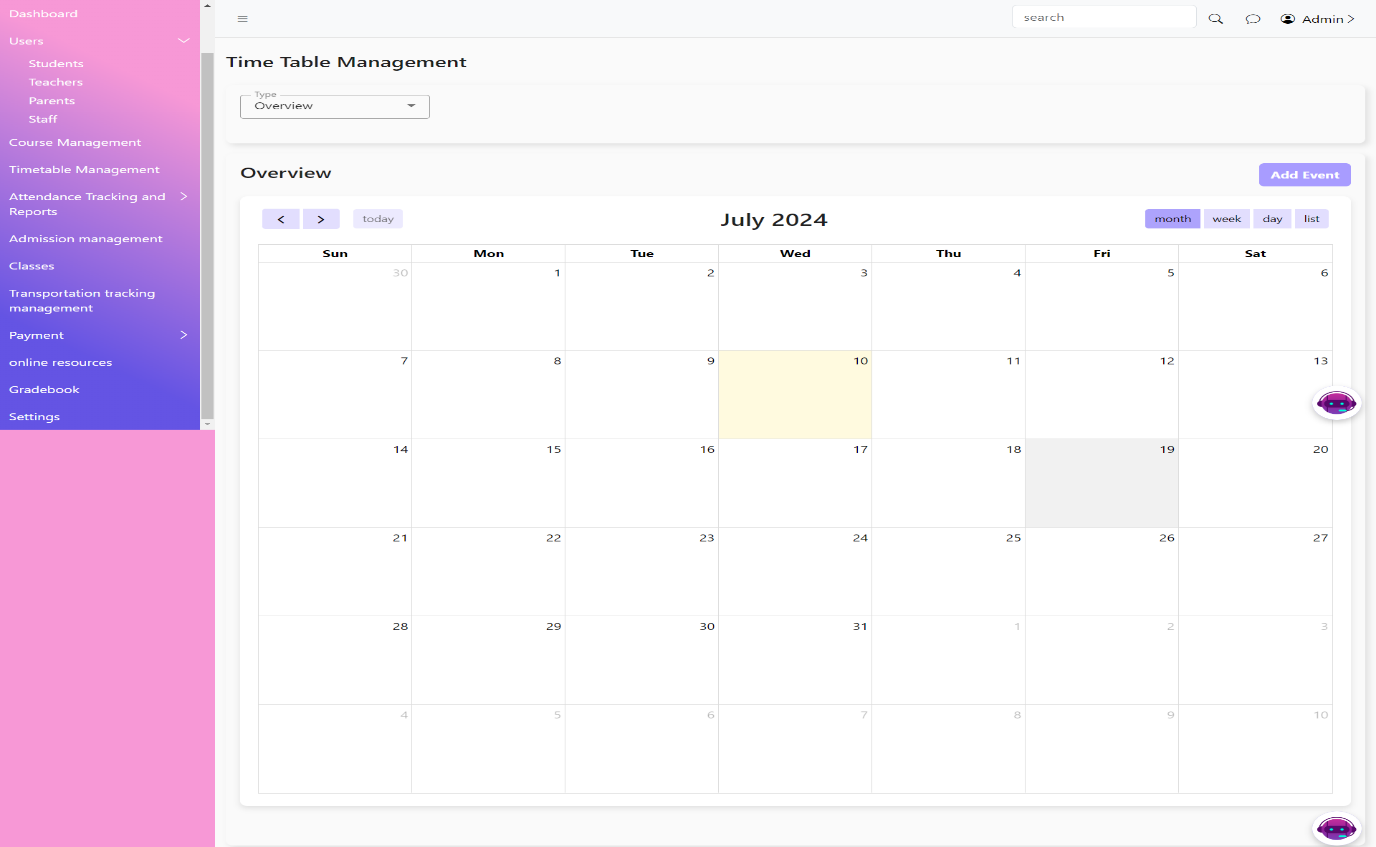 Dashboard
Users
Students
Teachers
Parents
Staff
Course Management
Timetable Management
Attendance Tracking and
Reports
Admission management
Classes
Transportation tracking
management
Payment
online resources
Gradebook
Settings
search
Admin
Time Table Management
Type
Overview
Overview
Add Event
today
July 2024
month week day list
Sun Mon Tue Wed Thu Fri Sat
30 1 2 3 4 5 6
7 8 9 10 11 12 13
14 15 16 17 18 19 20
21 22 23 24 25 26 27
28 29 30 31 1 2 3
4 5 6 7 8 9 10